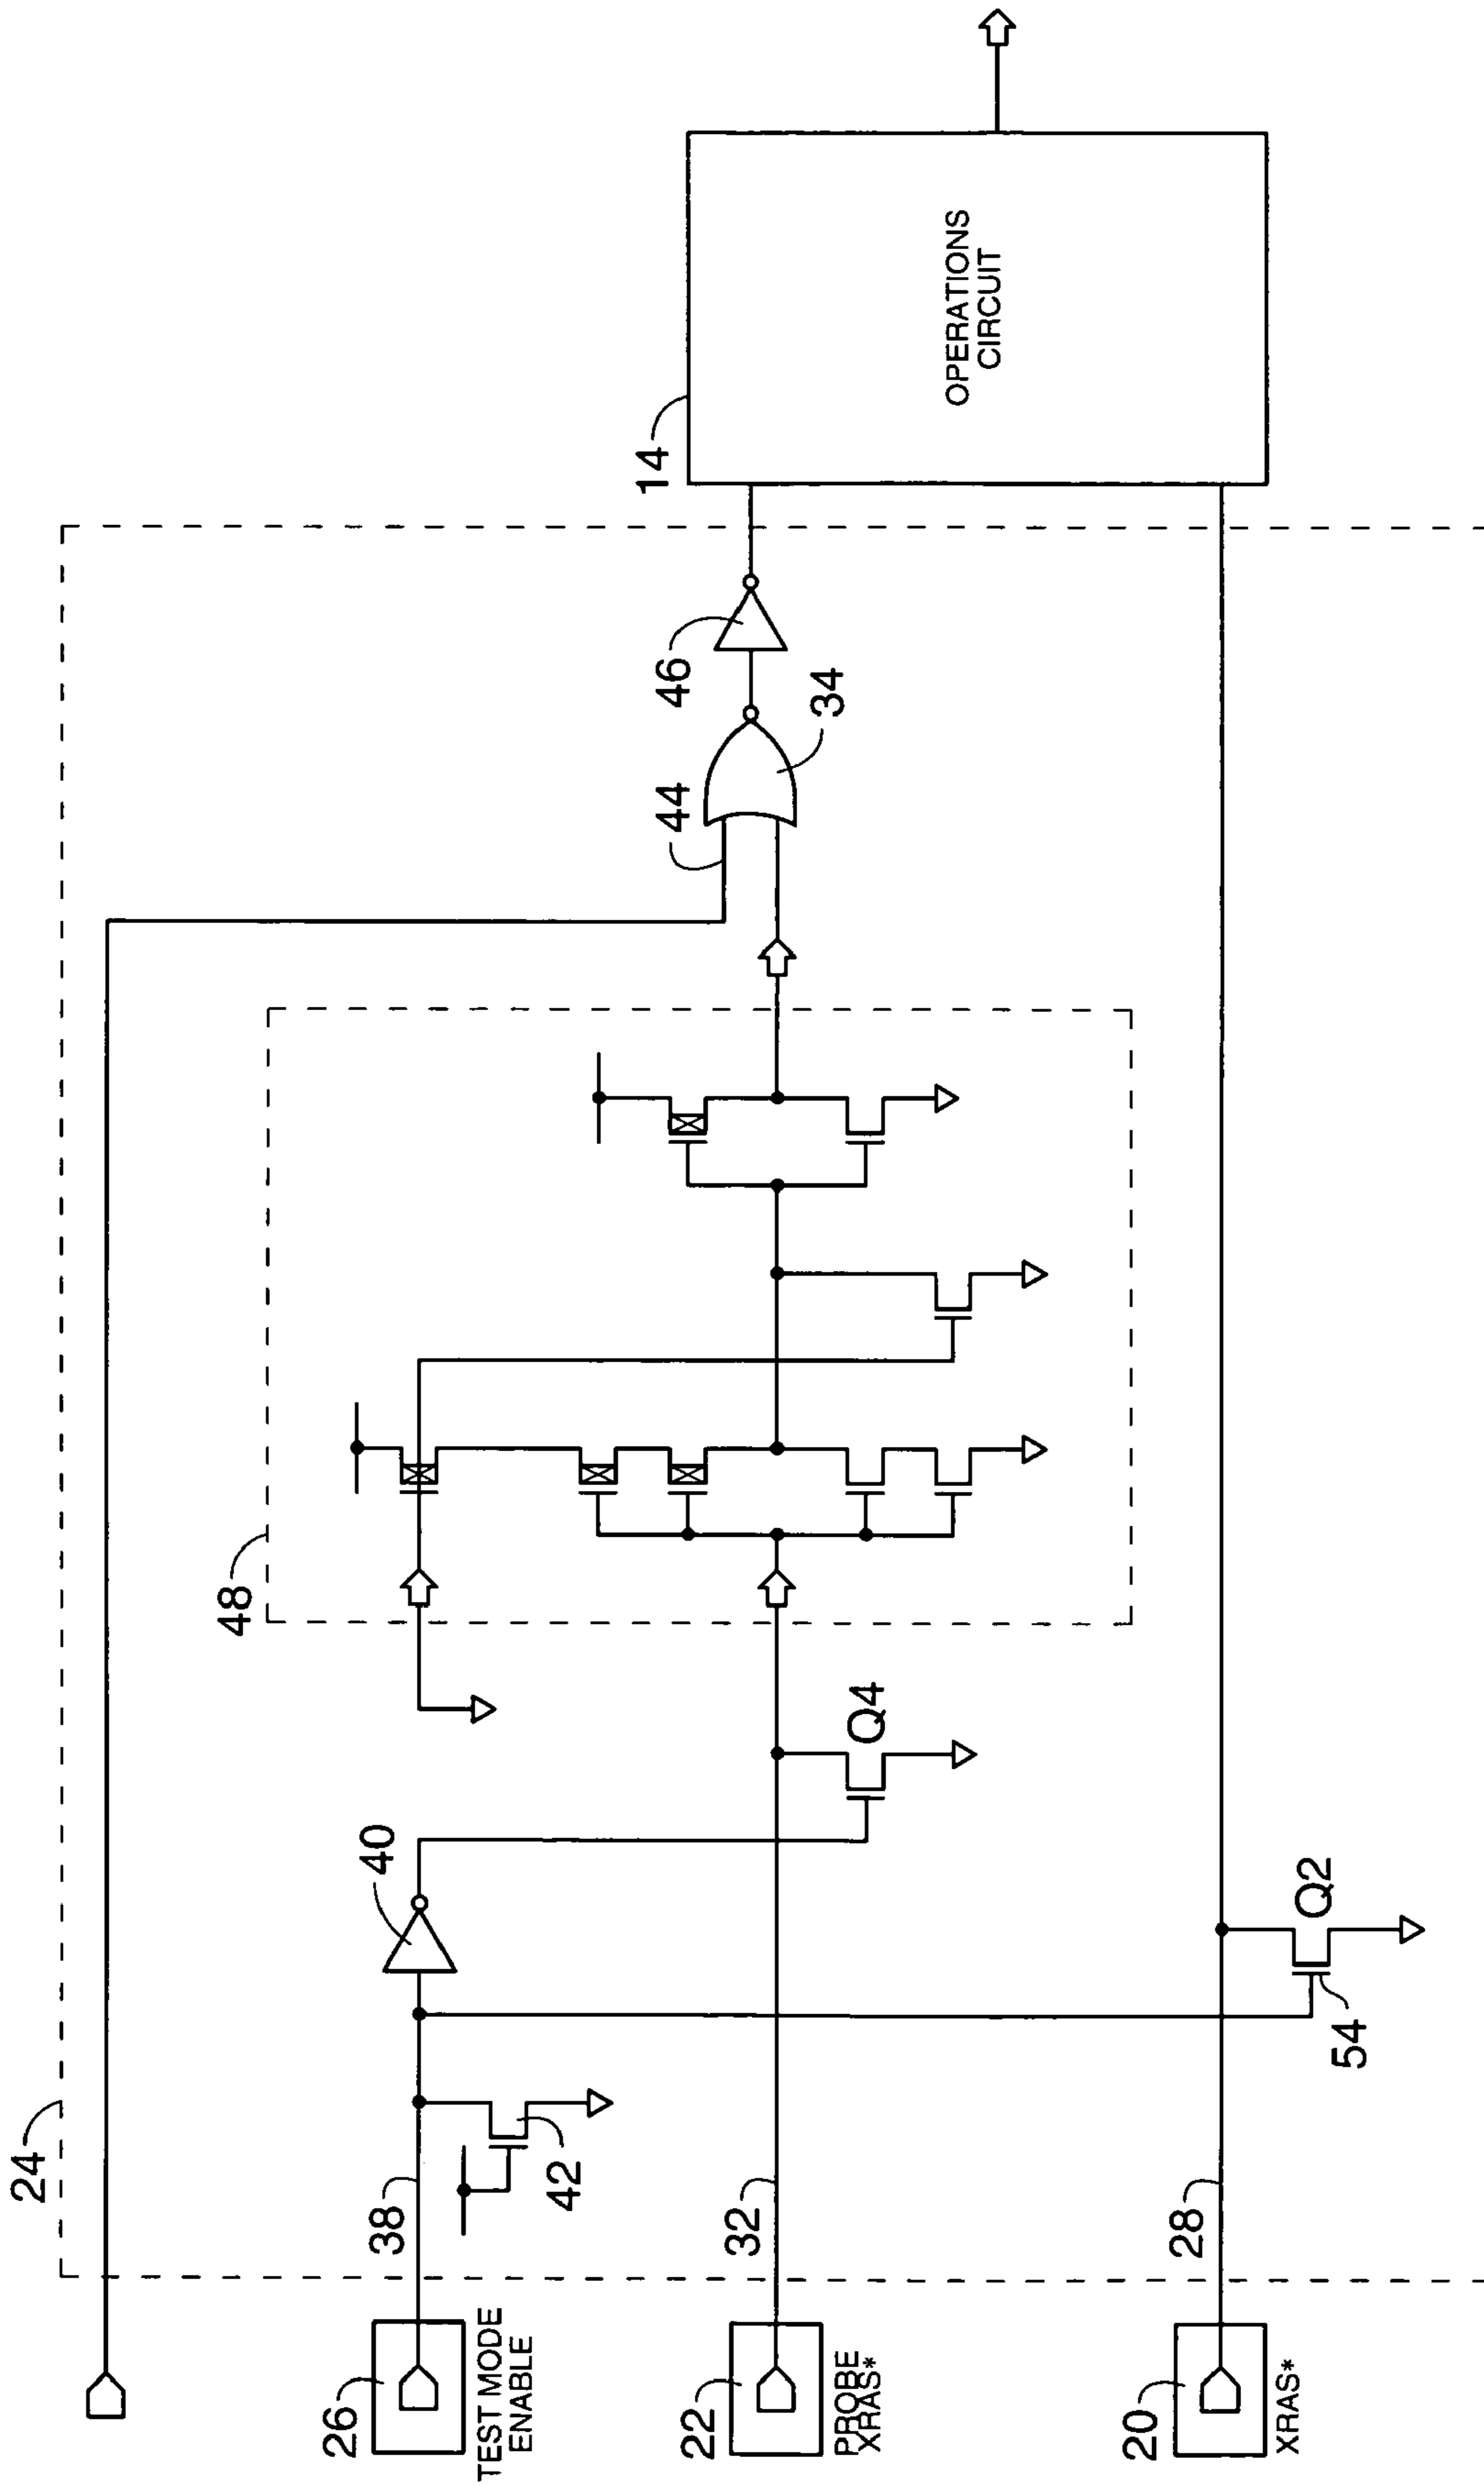 24
26
TEST MODE
ENABLE
38
42
40
22
PROBE
XRAS*
32
Q4
48
44
34
46
14
OPERATIONS
CIRCUIT
20
XRAS*
28
54
Q2